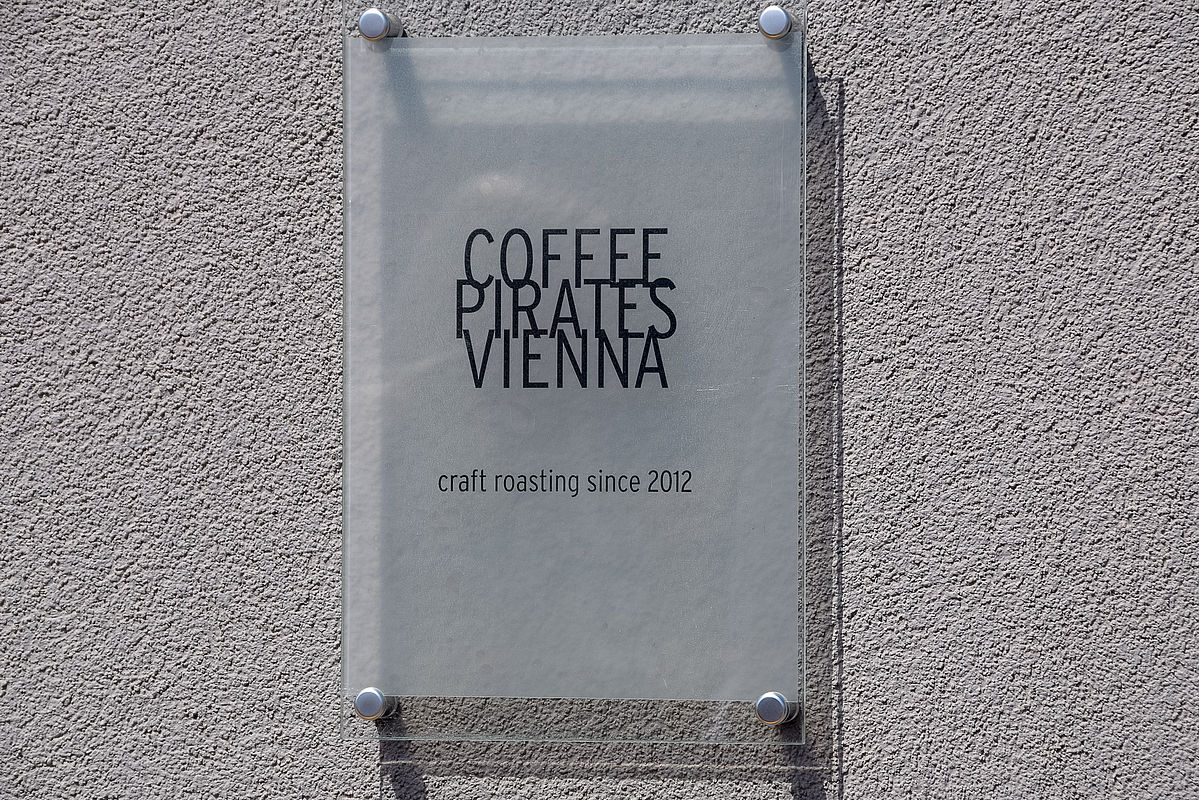 COFFEE
PIRATES
VIENNA
craft roasting since 2012